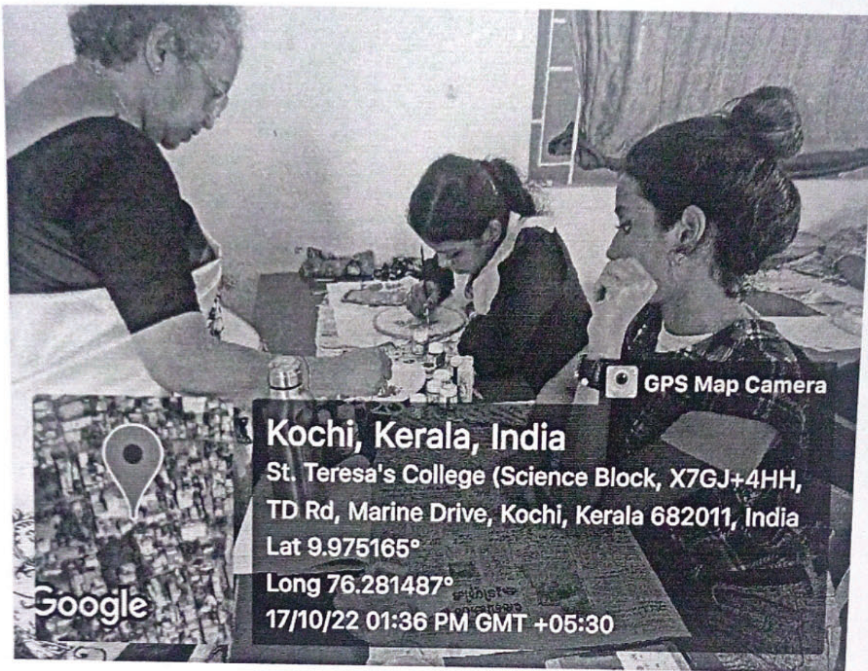 GPS Map Camera
Kochi, Kerala, India
St. Teresa's College (Science Block, X7GJ+4HH,
TD Rd, Marine Drive, Kochi, Kerala 682011, India
Lat 9.975165°
Long 76.281487°
17/10/22 01:36 PM GMT +05:30
Google